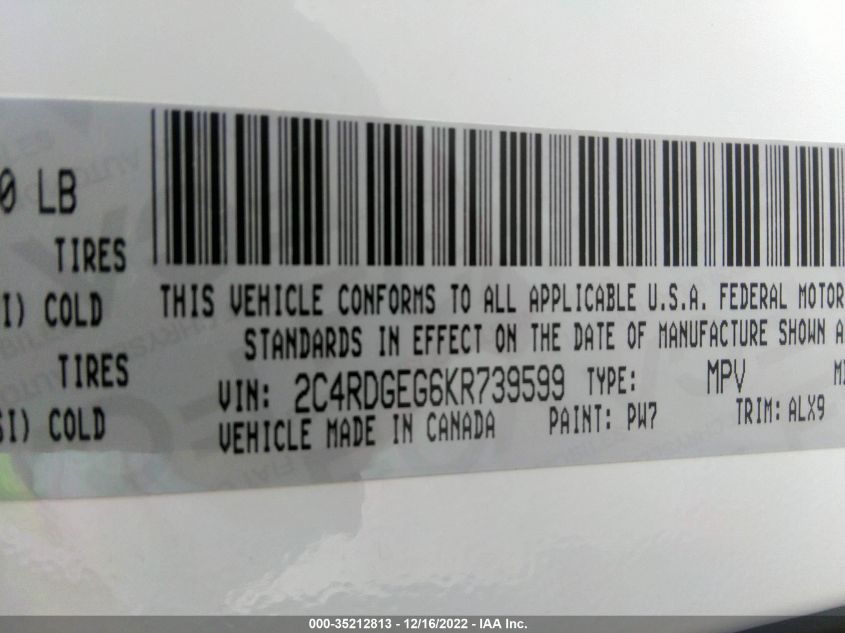 0 LB
TIRES
I) COLD
TIRES
SI) COLD
THIS VEHICLE CONFORMS TO ALL APPLICABLE U.S.A. FEDERAL MOTOR
STANDARDS IN EFFECT ON THE DATE OF MANUFACTURE SHOWN A
VIN: 2C4RDGEG6KR739599 TYPE: MPV
VEHICLE MADE IN CANADA PAINT: PW7 TRIM: ALX9
000-35212813 - 12/16/2022 - IAA Inc.